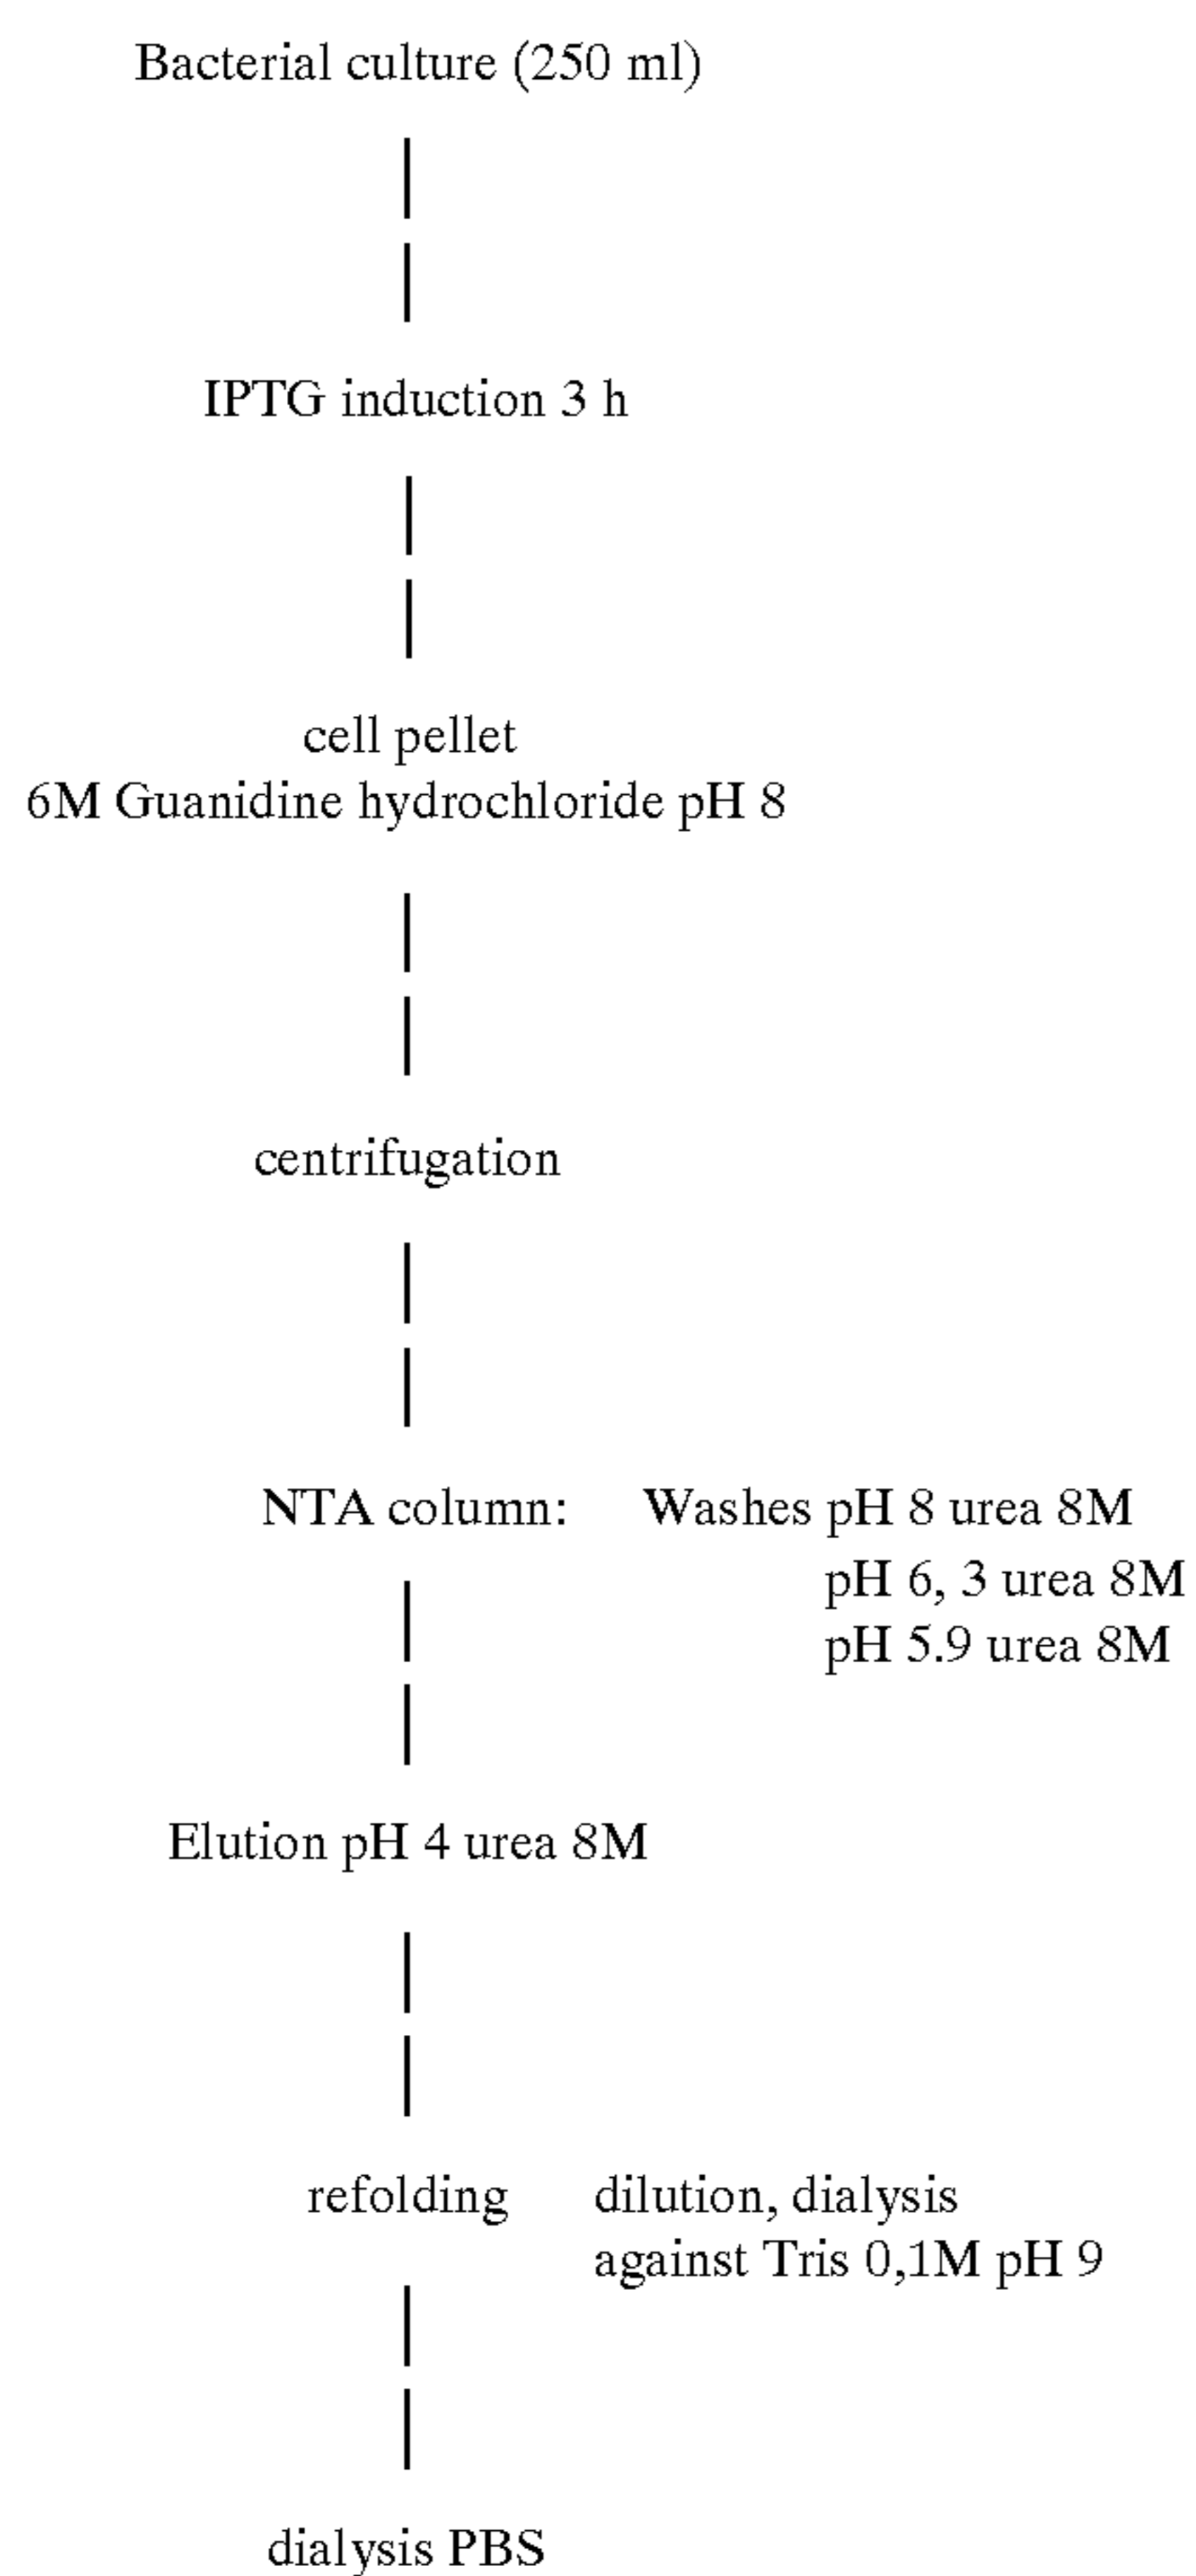 Bacterial culture (250 ml)
IPTG induction 3 h
cell pellet
6M Guanidine hydrochloride pH 8
centrifugation
NTA column: Washes pH 8 urea 8M
pH 6, 3 urea 8M
pH 5.9 urea 8M
Elution pH 4 urea 8M
refolding dilution, dialysis
against Tris 0,1M pH 9
dialysis PBS